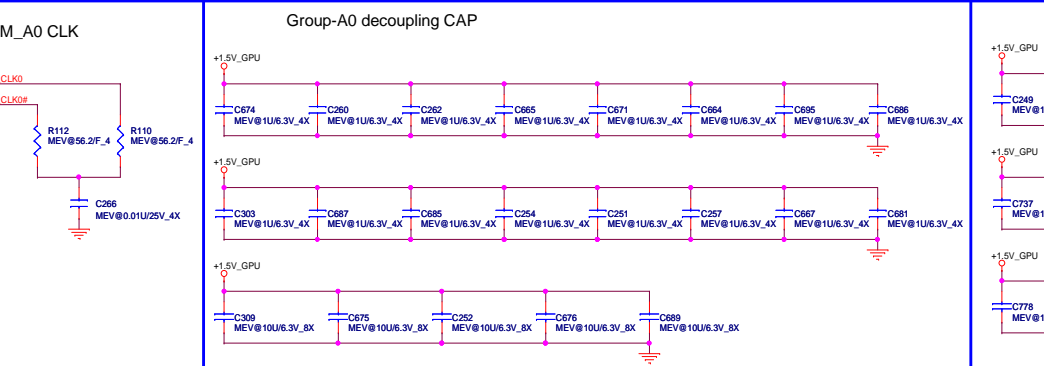 M_A0 CLK
CLK0
CLK0#
R112
MEV@56.2/F_4
R110
MEV@56.2/F_4
C266
MEV@0.01U/25V_4X
Group-A0 decoupling CAP
+1.5V_GPU
C674
MEV@1U/6.3V_4X
C260
MEV@1U/6.3V_4X
C262
MEV@1U/6.3V_4X
C665
MEV@1U/6.3V_4X
C671
MEV@1U/6.3V_4X
C664
MEV@1U/6.3V_4X
C695
MEV@1U/6.3V_4X
C686
MEV@1U/6.3V_4X
+1.5V_GPU
C303
MEV@1U/6.3V_4X
C687
MEV@1U/6.3V_4X
C685
MEV@1U/6.3V_4X
C254
MEV@1U/6.3V_4X
C251
MEV@1U/6.3V_4X
C257
MEV@1U/6.3V_4X
C667
MEV@1U/6.3V_4X
C681
MEV@1U/6.3V_4X
+1.5V_GPU
C309
MEV@10U/6.3V_8X
C675
MEV@10U/6.3V_8X
C252
MEV@10U/6.3V_8X
C676
MEV@10U/6.3V_8X
C689
MEV@10U/6.3V_8X
+1.5V_GPU
C249
MEV@1
+1.5V_GPU
C737
MEV@1
+1.5V_GPU
C778
MEV@1